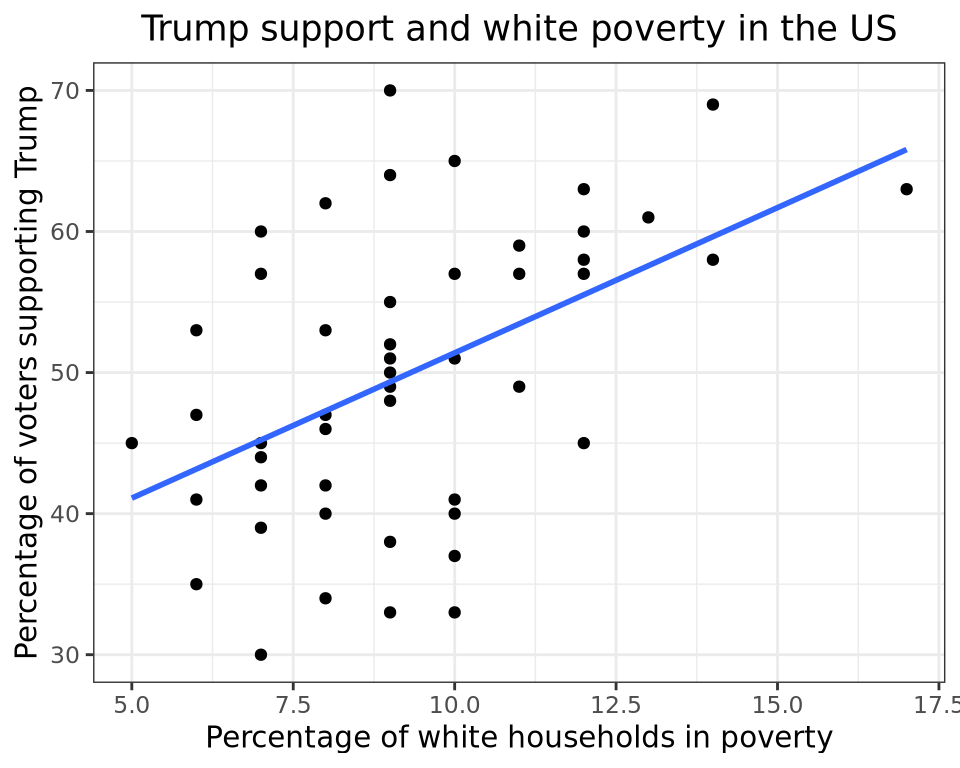 Trump support and white poverty in the US
Percentage of voters supporting Trump
70
60
50
40
30
5.0 7.5 10.0 12.5 15.0 17.5
Percentage of white households in poverty